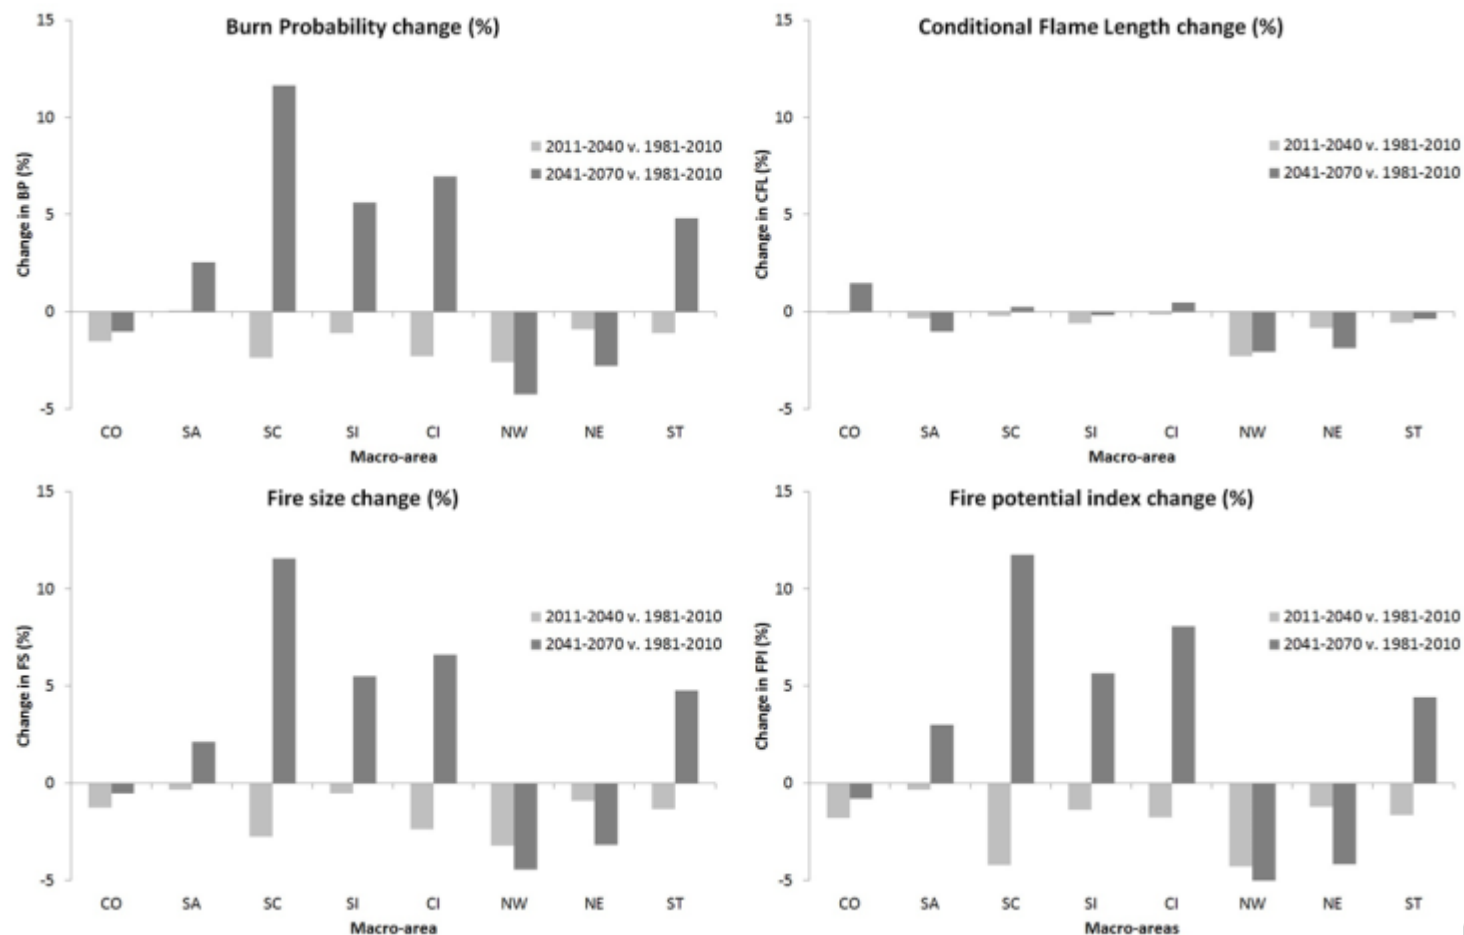 Burn Probability change (%)
15
10
5
0
-5
Change in BP (%)
2011-2040 v. 1981-2010
2041-2070 v. 1981-2010
CO SA SC SI CI NW NE ST
Macro-area
Conditional Flame Length change (%)
15
10
5
0
-5
Change in CFL (%)
2011-2040 v. 1981-2010
2041-2070 v. 1981-2010
CO SA SC SI CI NW NE ST
Macro-area
Fire size change (%)
15
10
5
0
-5
Change in FS (%)
2011-2040 v. 1981-2010
2041-2070 v. 1981-2010
CO SA SC SI CI NW NE ST
Macro-area
Fire potential index change (%)
15
10
5
0
-5
Change in FPI (%)
2011-2040 v. 1981-2010
2041-2070 v. 1981-2010
CO SA SC SI CI NW NE ST
Macro-areas